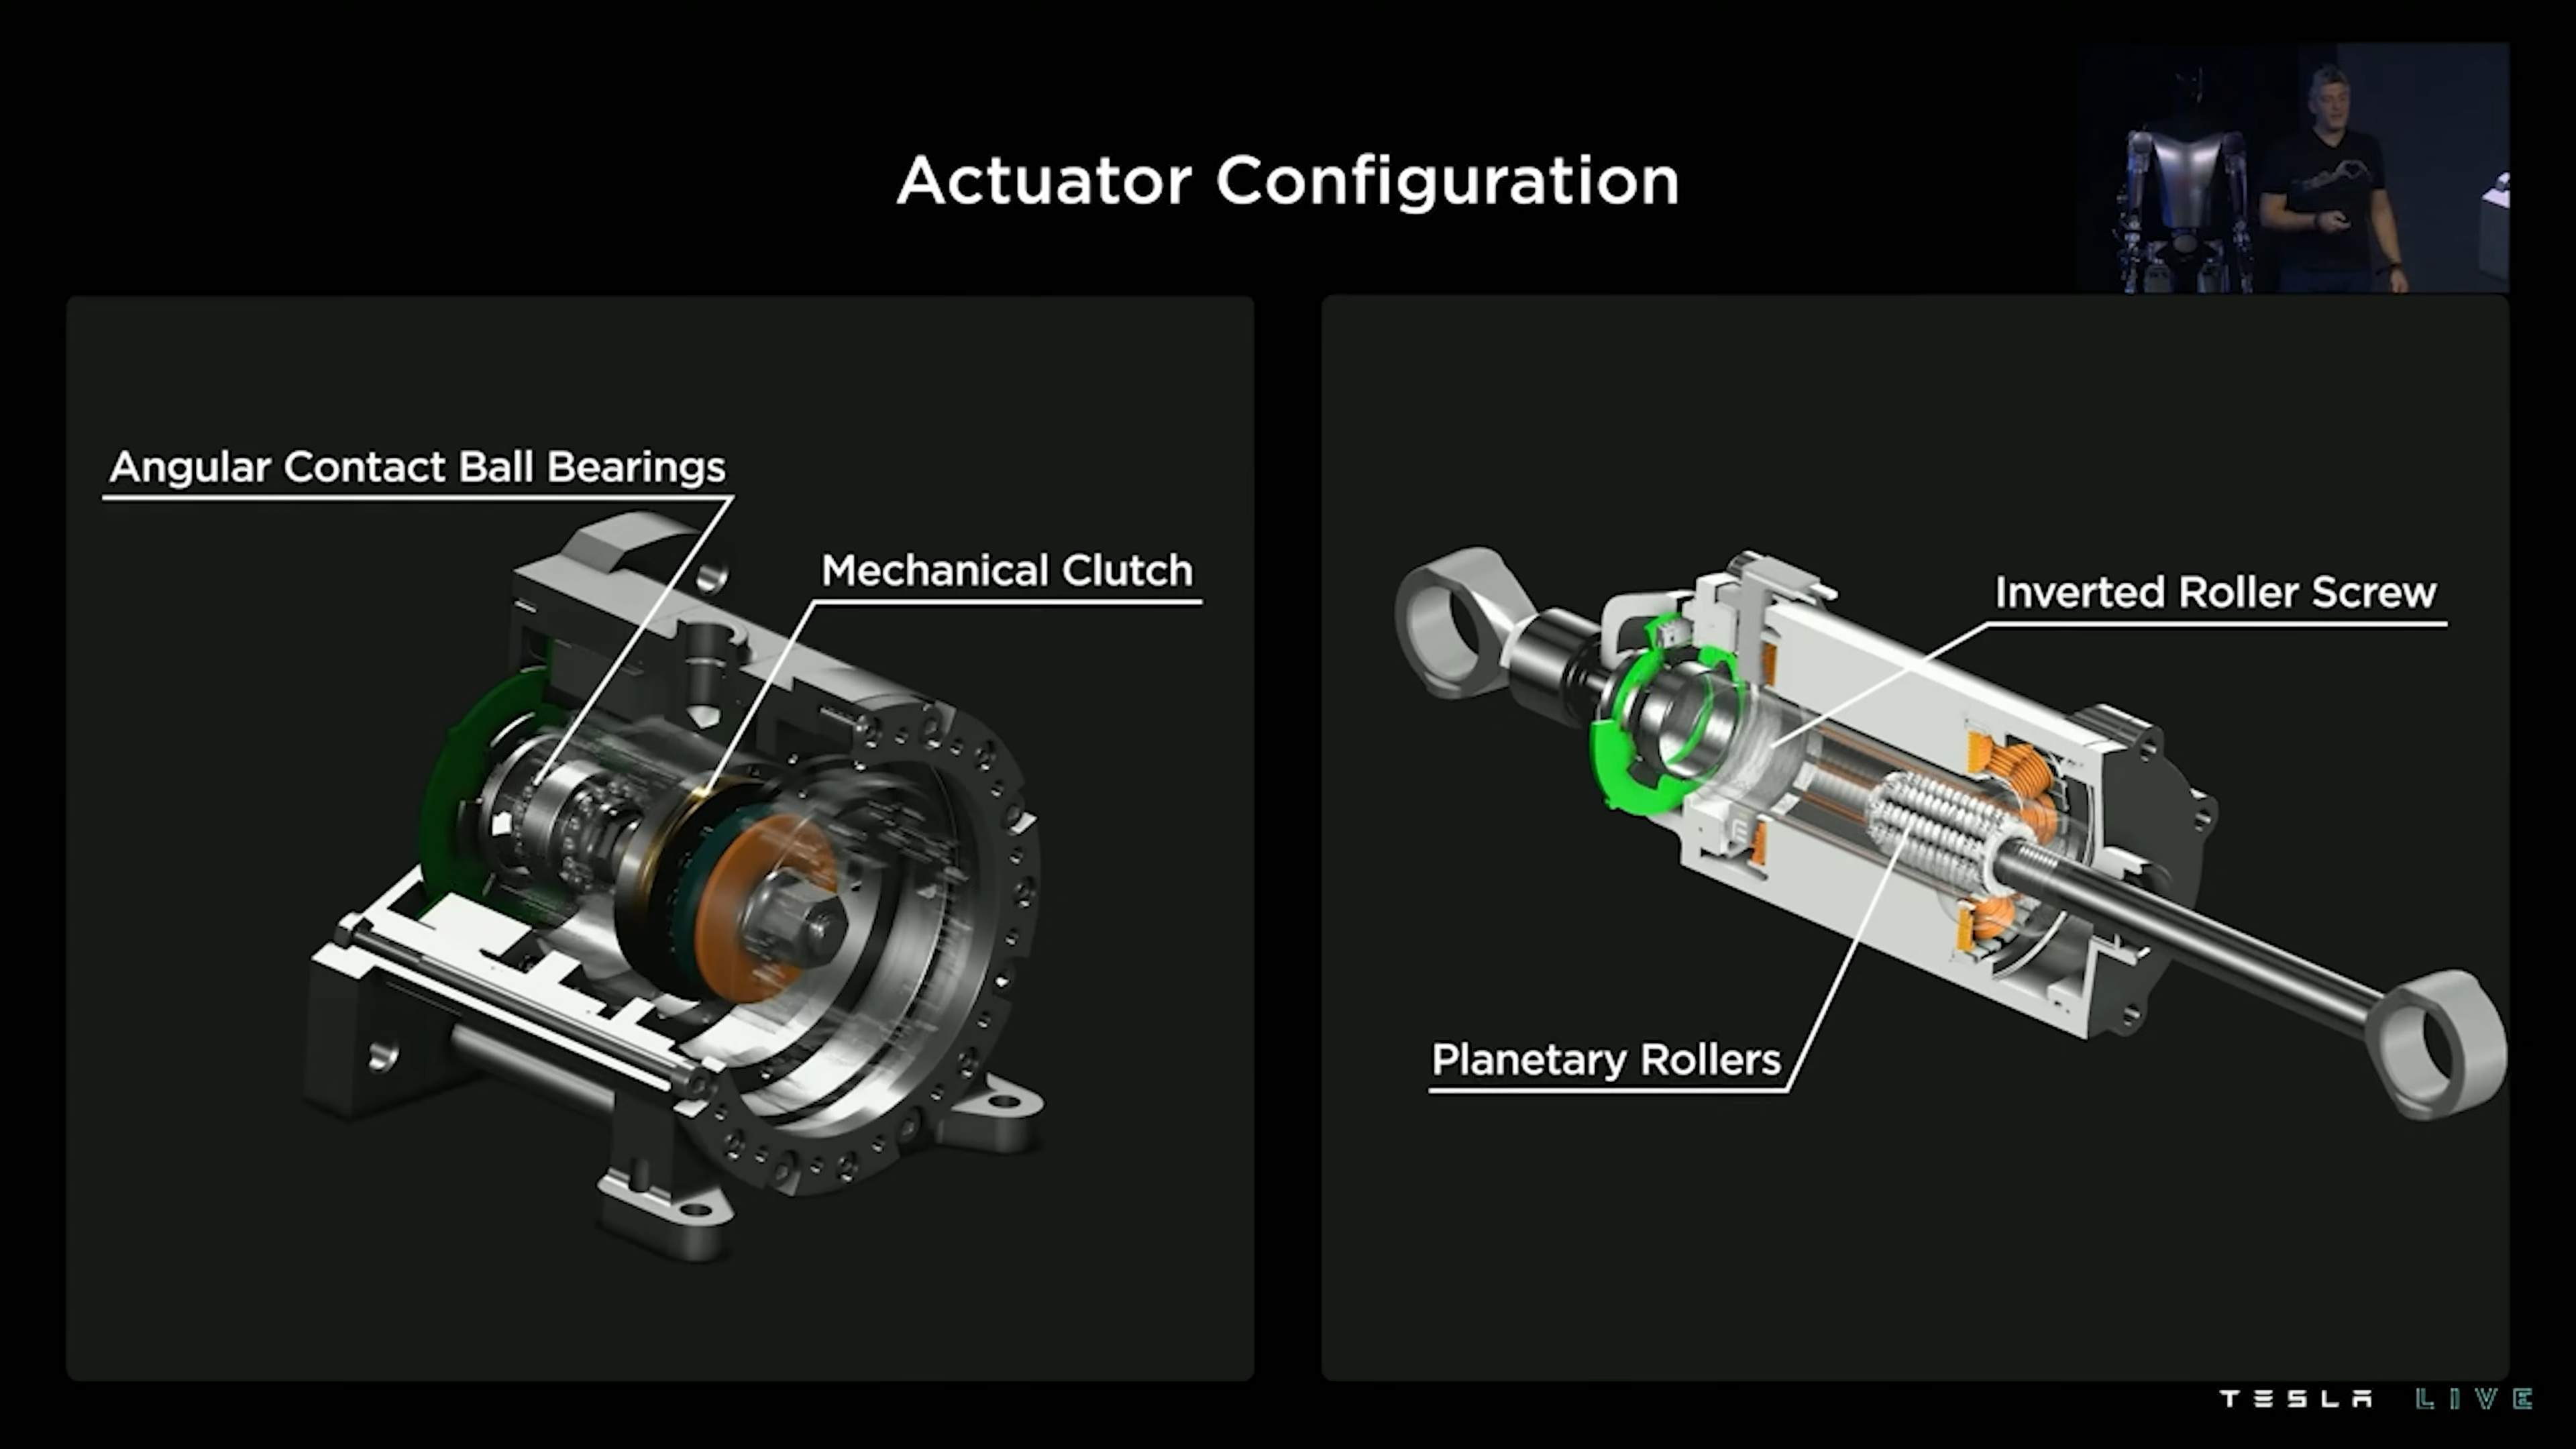 Actuator Configuration
Angular Contact Ball Bearings
Mechanical Clutch
Inverted Roller Screw
Planetary Rollers
TESLA LIVE